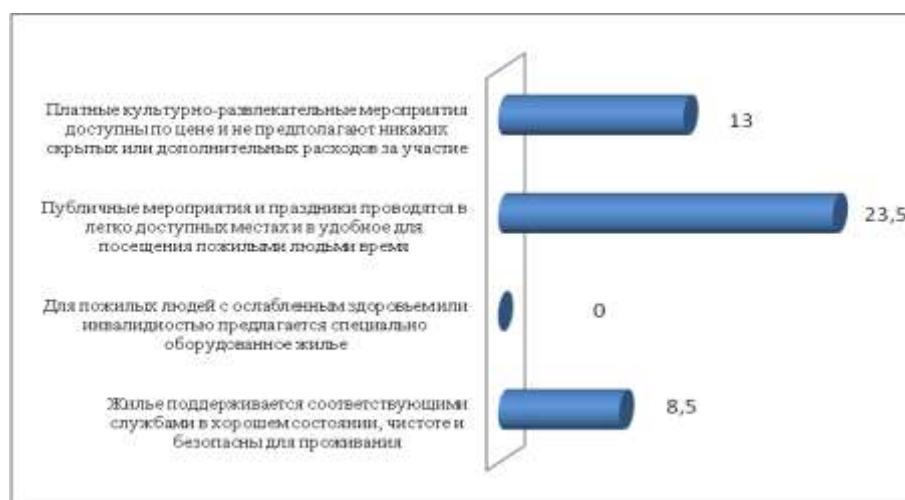 Платные культурно-развлекательные мероприятия
доступны по цене и не предполагают никаких
скрытых или дополнительных расходов за участие
13
Публичные мероприятия и праздники проводятся в
легко доступных местах и в удобное для
посещения пожилыми людьми время
23,5
Для пожилых людей с ослабленным здоровьем или
инвалидностью предлагается специально
оборудованное жилье
0
Жилье поддерживается соответствующими
службами в хорошем состоянии, чистоте и
безопасны для проживания
8,5